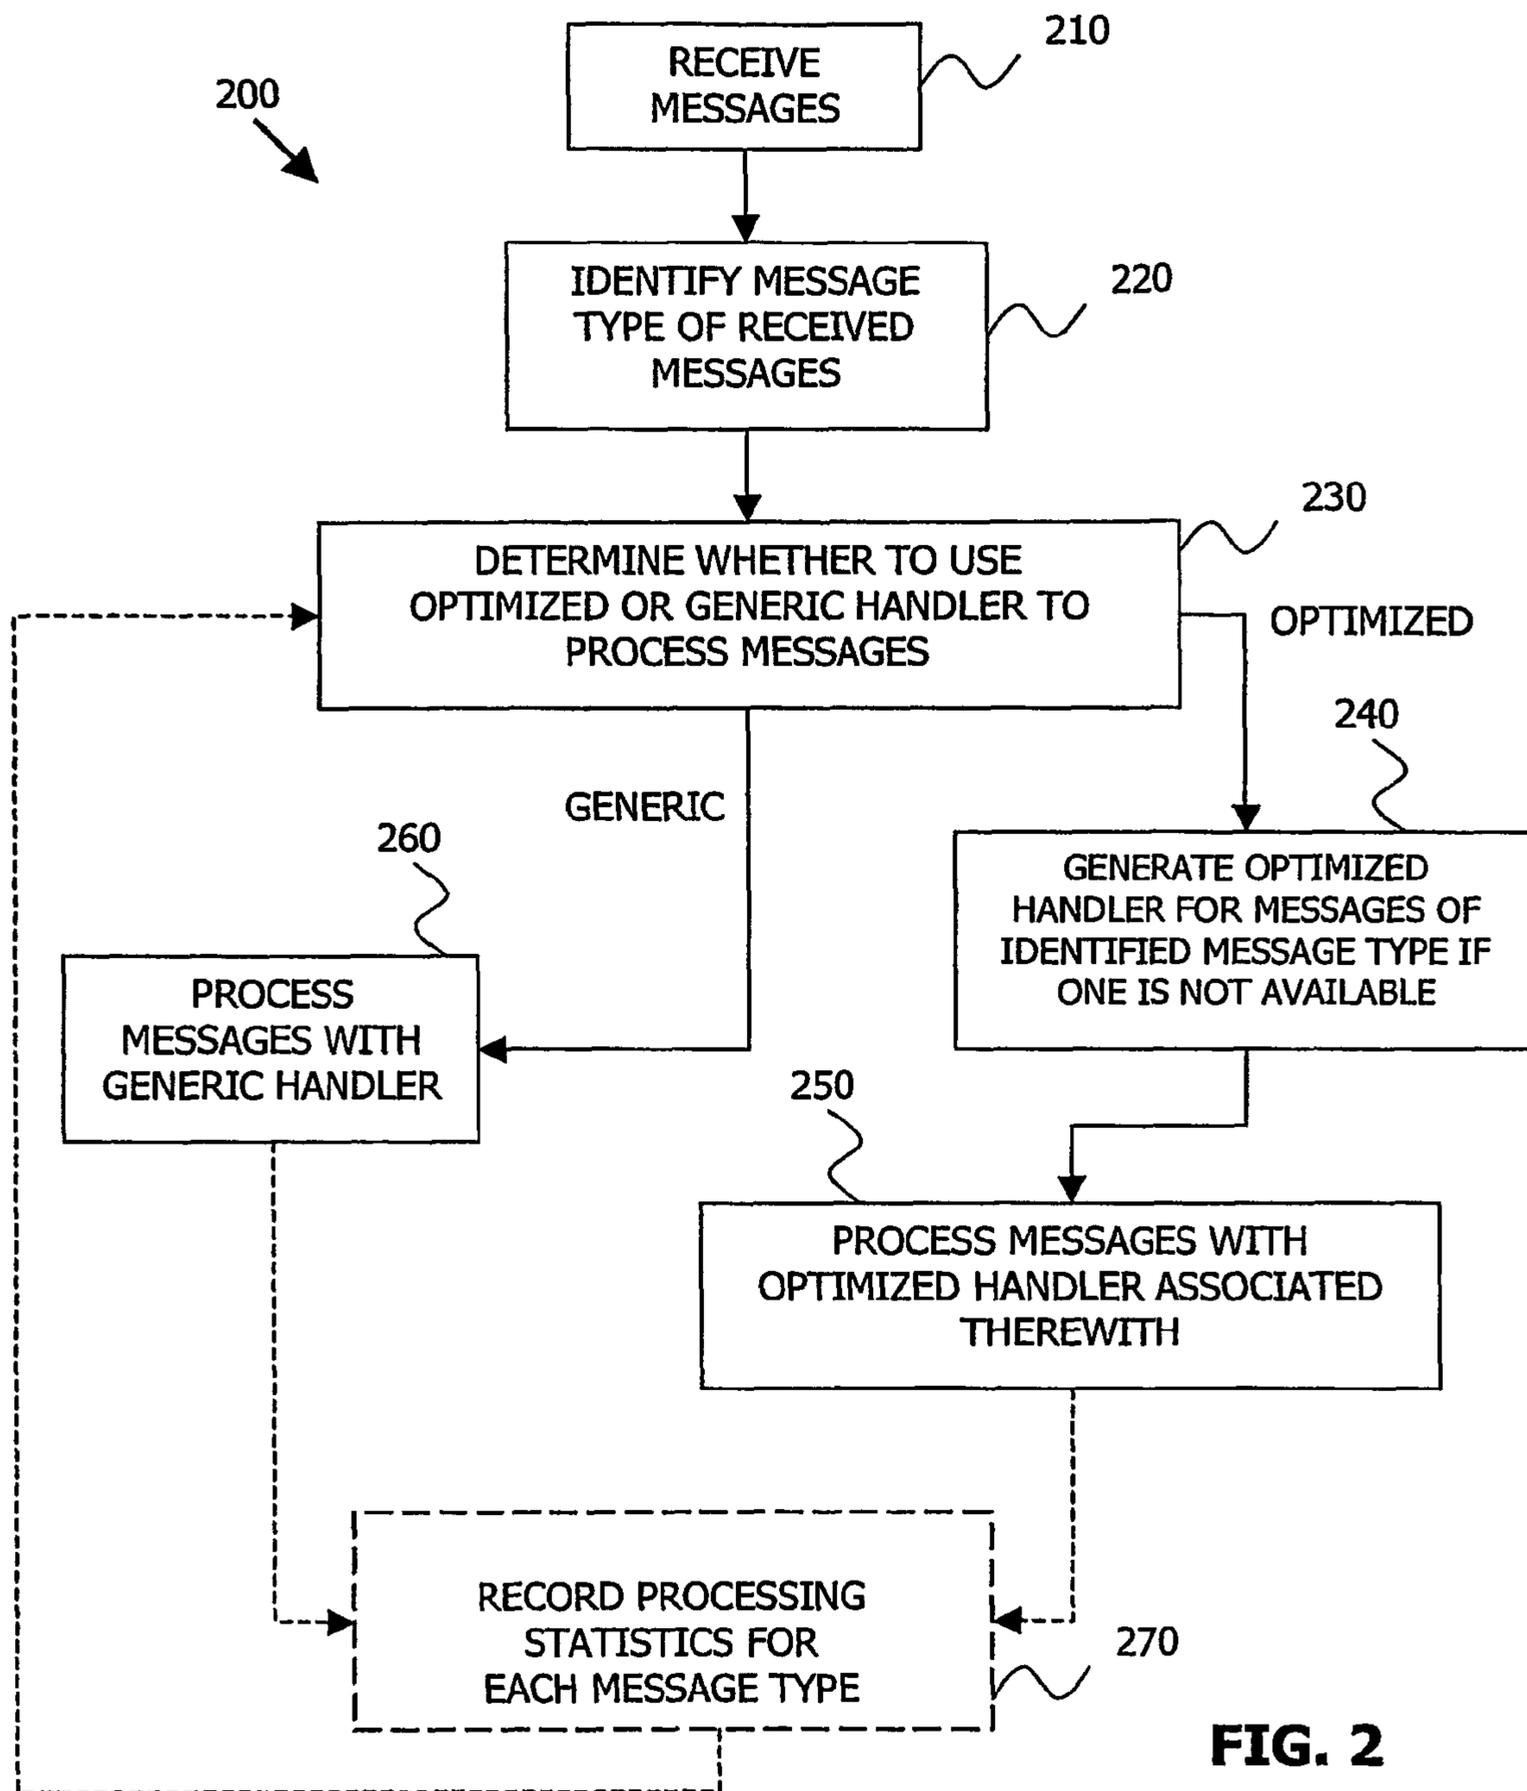 210
RECEIVE
MESSAGES
200
220
IDENTIFY MESSAGE
TYPE OF RECEIVED
MESSAGES
230
DETERMINE WHETHER TO USE
OPTIMIZED OR GENERIC HANDLER TO
PROCESS MESSAGES
OPTIMIZED
240
GENERIC
260
GENERATE OPTIMIZED
HANDLER FOR MESSAGES OF
IDENTIFIED MESSAGE TYPE IF
ONE IS NOT AVAILABLE
PROCESS
MESSAGES WITH
GENERIC HANDLER
250
PROCESS MESSAGES WITH
OPTIMIZED HANDLER ASSOCIATED
THEREWITH
RECORD PROCESSING
STATISTICS FOR
EACH MESSAGE TYPE
270
FIG. 2